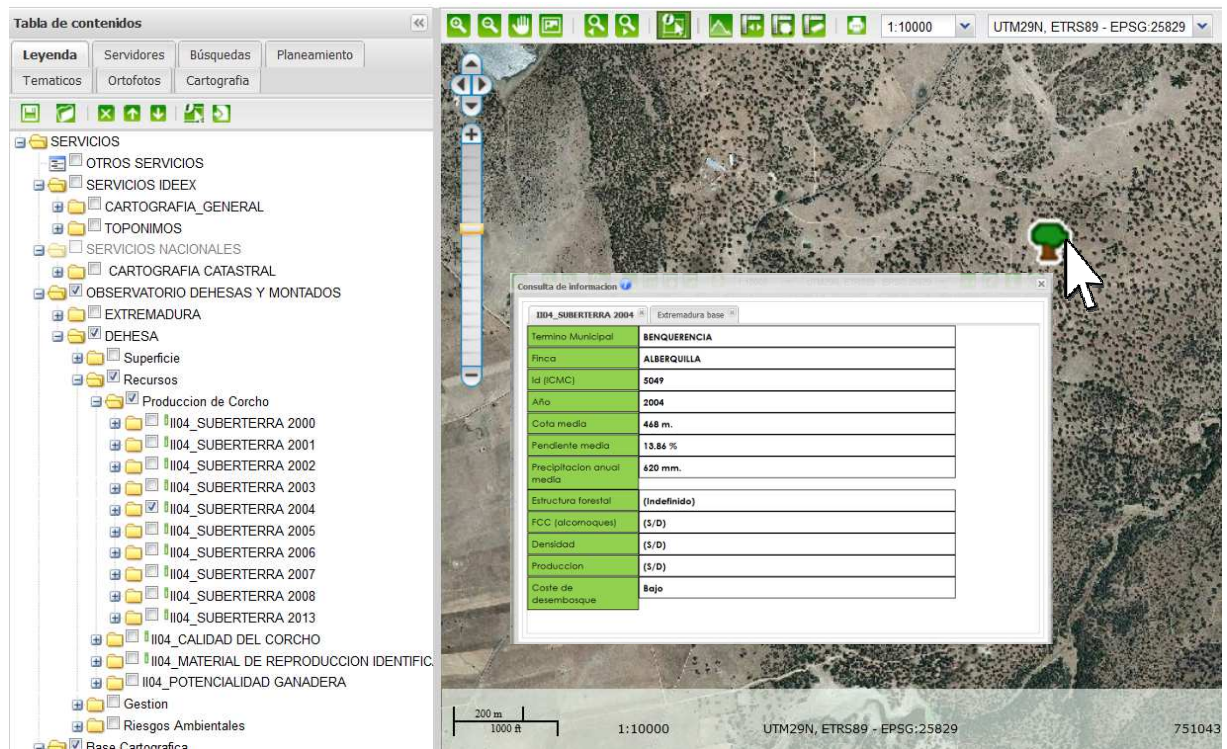 Tabla de contenidos
Leyenda Servidores Búsquedas Planeamiento
Tematicos Ortofotos Cartografia
SERVICIOS
OTROS SERVICIOS
SERVICIOS IDEEX
CARTOGRAFIA_GENERAL
TOPONIMOS
SERVICIOS NACIONALES
CARTOGRAFIA CATASTRAL
OBSERVATORIO DEHESAS Y MONTADOS
EXTREMADURA
DEHESA
Superficie
Recursos
Produccion de Corcho
II04_SUBERTERRA 2000
II04_SUBERTERRA 2001
II04_SUBERTERRA 2002
II04_SUBERTERRA 2003
II04_SUBERTERRA 2004
II04_SUBERTERRA 2005
II04_SUBERTERRA 2006
II04_SUBERTERRA 2007
II04_SUBERTERRA 2008
II04_SUBERTERRA 2013
II04_CALIDAD DEL CORCHO
II04_MATERIAL DE REPRODUCCION IDENTIFIC.
II04_POTENCIALIDAD GANADERA
Gestion
Riesgos Ambientales
Base Cartografica
1:10000 UTM29N, ETRS89 - EPSG:25829
Consulta de informacion
II04_SUBERTERRA 2004 Extremadura base
Termino Municipal BENQUERENCIA
Finca ALBERQUILLA
Id (ICMC) 5049
Año 2004
Cota media 468 m.
Pendiente media 13.86 %
Precipitacion anual media 620 mm.
Estructura forestal (Indefinido)
FCC (alcornoques) (S/D)
Densidad (S/D)
Produccion (S/D)
Coste de desembosque Bajo
200 m
1000 ft
1:10000 UTM29N, ETRS89 - EPSG:25829 751043